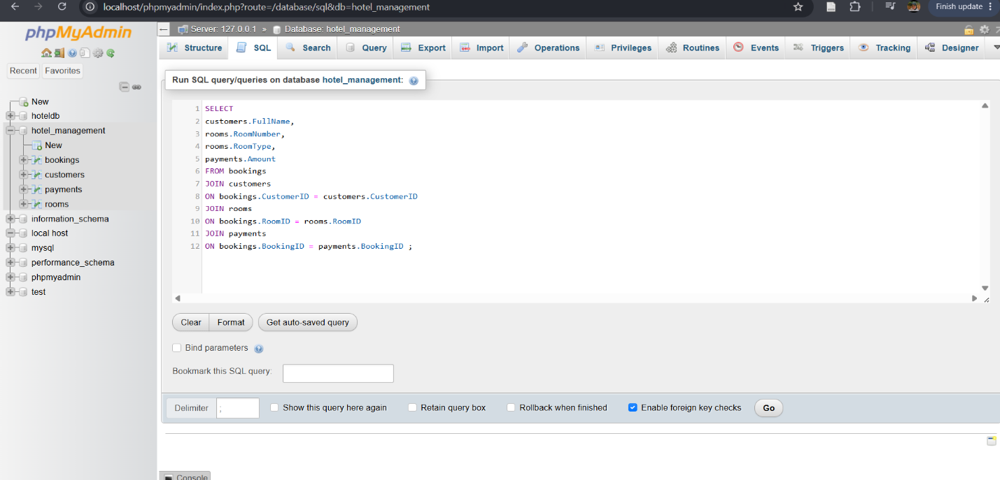 localhost/phpmyadmin/index.php?route=/database/sql&db=hotel_management
Finish update
phpMyAdmin
Recent Favorites
New
hoteldb
hotel_management
New
bookings
customers
payments
rooms
information_schema
local host
mysql
performance_schema
phpmyadmin
test
Server: 127.0.0.1 » Database: hotel_management
Structure SQL Search Query Export Import Operations Privileges Routines Events Triggers Tracking Designer
Run SQL query/queries on database hotel_management:
1 SELECT
2 customers.FullName,
3 rooms.RoomNumber,
4 rooms.RoomType,
5 payments.Amount
6 FROM bookings
7 JOIN customers
8 ON bookings.CustomerID = customers.CustomerID
9 JOIN rooms
10 ON bookings.RoomID = rooms.RoomID
11 JOIN payments
12 ON bookings.BookingID = payments.BookingID ;
Clear Format Get auto-saved query
Bind parameters
Bookmark this SQL query:
Delimiter ; Show this query here again Retain query box Rollback when finished Enable foreign key checks Go
Console